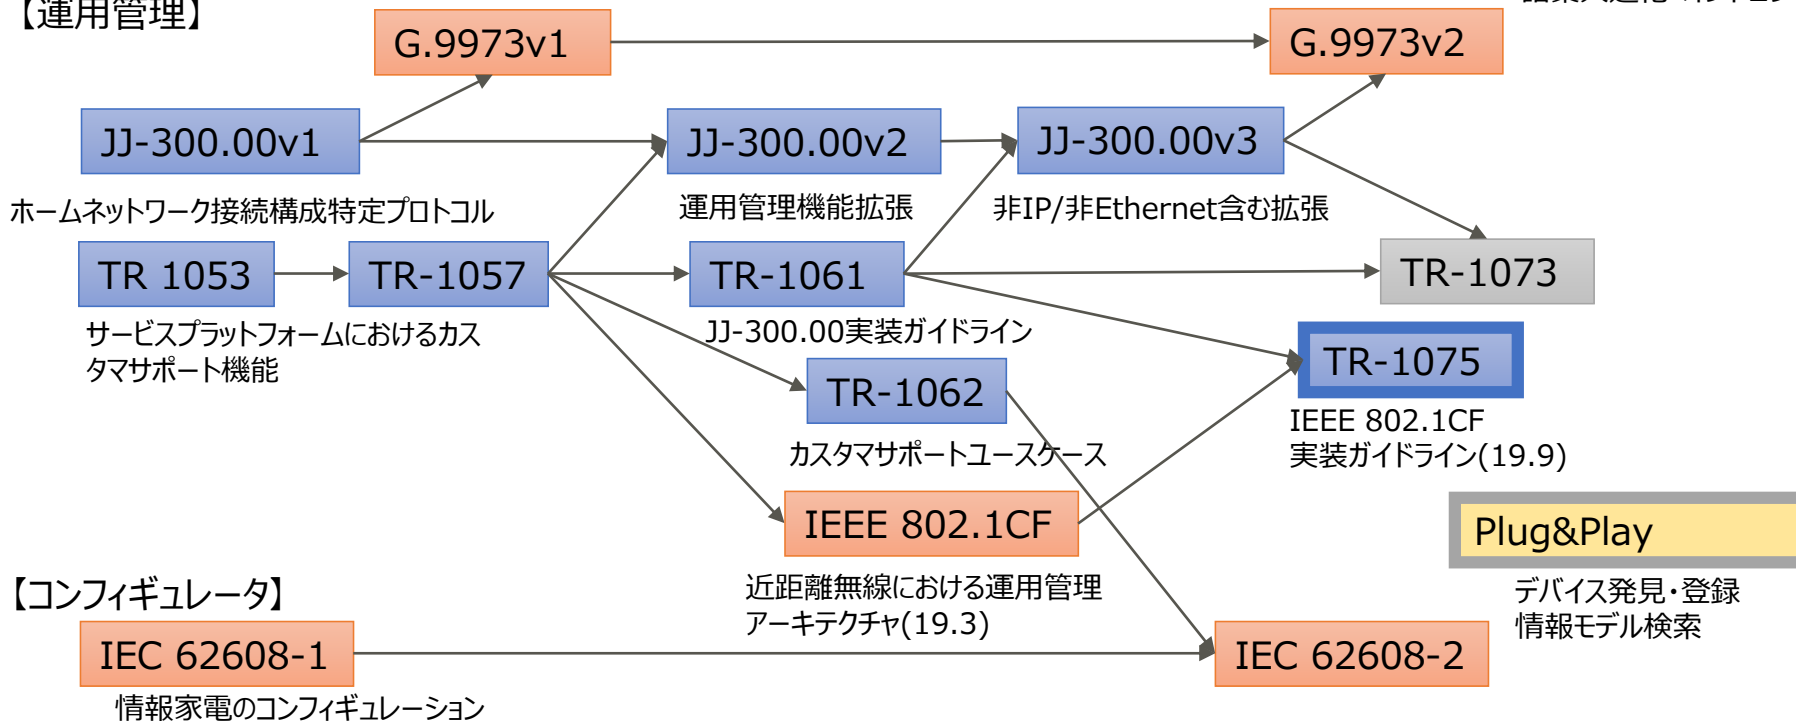 【運用管理】
G.9973v1
G.9973v2
JJ-300.00v1
JJ-300.00v2
JJ-300.00v3
ホームネットワーク接続構成特定プロトコル
運用管理機能拡張
非IP/非Ethernet含む拡張
TR 1053
TR-1057
TR-1061
TR-1073
サービスプラットフォームにおけるカス
タマサポート機能
JJ-300.00実装ガイドライン
TR-1062
TR-1075
カスタマサポートユースケース
IEEE 802.1CF
実装ガイドライン(19.9)
IEEE 802.1CF
Plug&Play
近距離無線における運用管理
アーキテクチャ(19.3)
デバイス発見・登録
情報モデル検索
【コンフィギュレータ】
IEC 62608-1
IEC 62608-2
情報家電のコンフィギュレーション